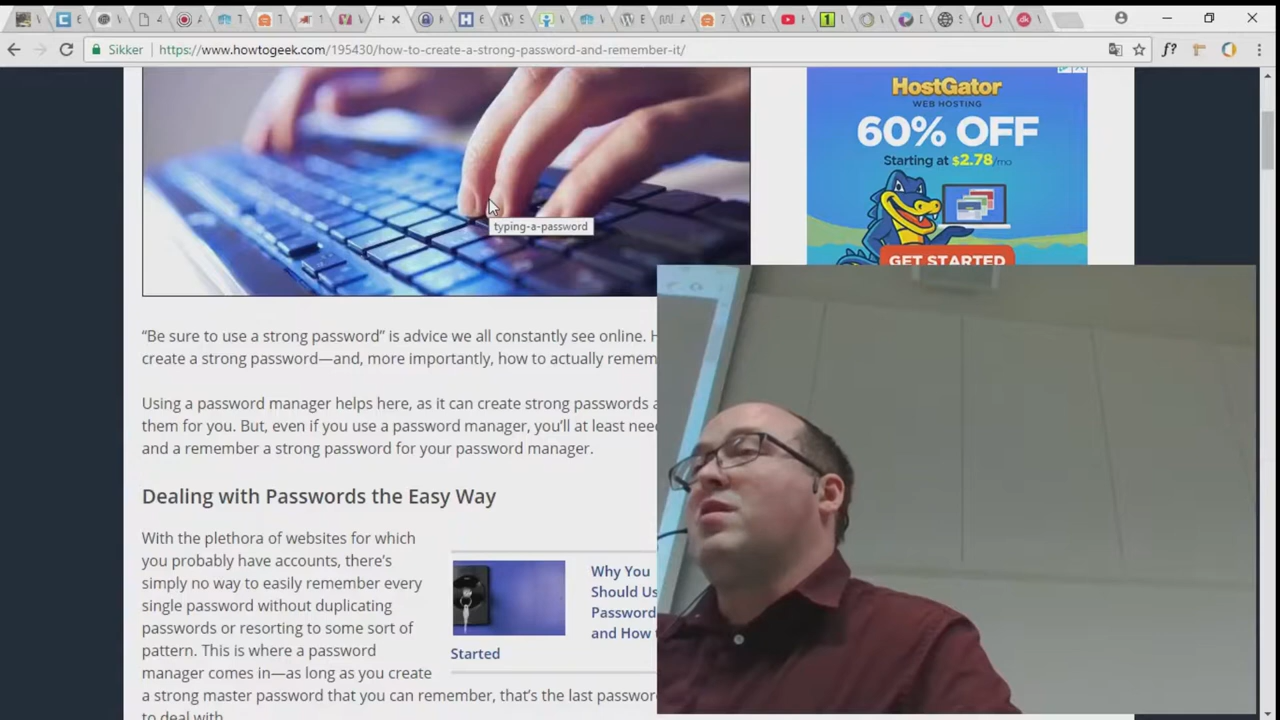 Sikker
https://www.howtogeek.com/195430/how-to-create-a-strong-password-and-remember-it/
HostGator
WEB HOSTING
60% OFF
Starting at $2.78/mo
GET STARTED
typing-a-password
“Be sure to use a strong password” is advice we all constantly see online.
create a strong password—and, more importantly, how to actually
Using a password manager helps here, as it can create strong passwords
them for you. But, even if you use a password manager, you’ll at least
and a remember a strong password for your password manager.
Dealing with Passwords the Easy Way
With the plethora of websites for which
you probably have accounts, there’s
simply no way to easily remember every
single password without duplicating
passwords or resorting to some sort of
pattern. This is where a password
manager comes in—as long as you create
a strong master password that you can remember, that’s the last
to deal with
Why You
Should
Password
and How
Started